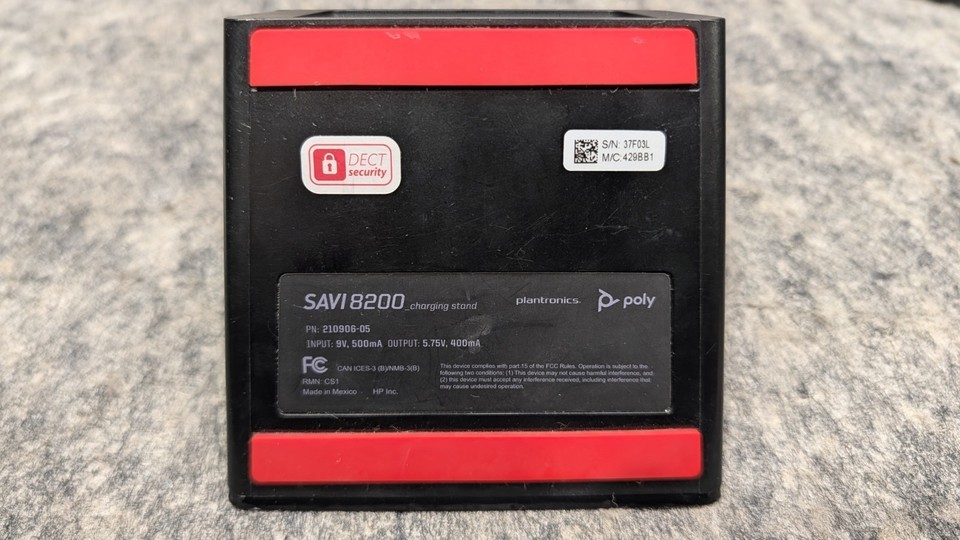 DECT
security
S/N: 37F03L
M/C: 429BB1
SAVI 8200 charging stand
plantronics. poly
PN: 210906-05
INPUT: 9V, 500mA OUTPUT: 5.75V, 400mA
FC CAN ICES-3 (B)/NMB-3(B)
RMN: CS1
Made in Mexico HP Inc.
This device complies with part 15 of the FCC Rules. Operation is subject to the
following two conditions: (1) This device may not cause harmful interference, and
(2) this device must accept any interference received, including interference that
may cause undesired operation.